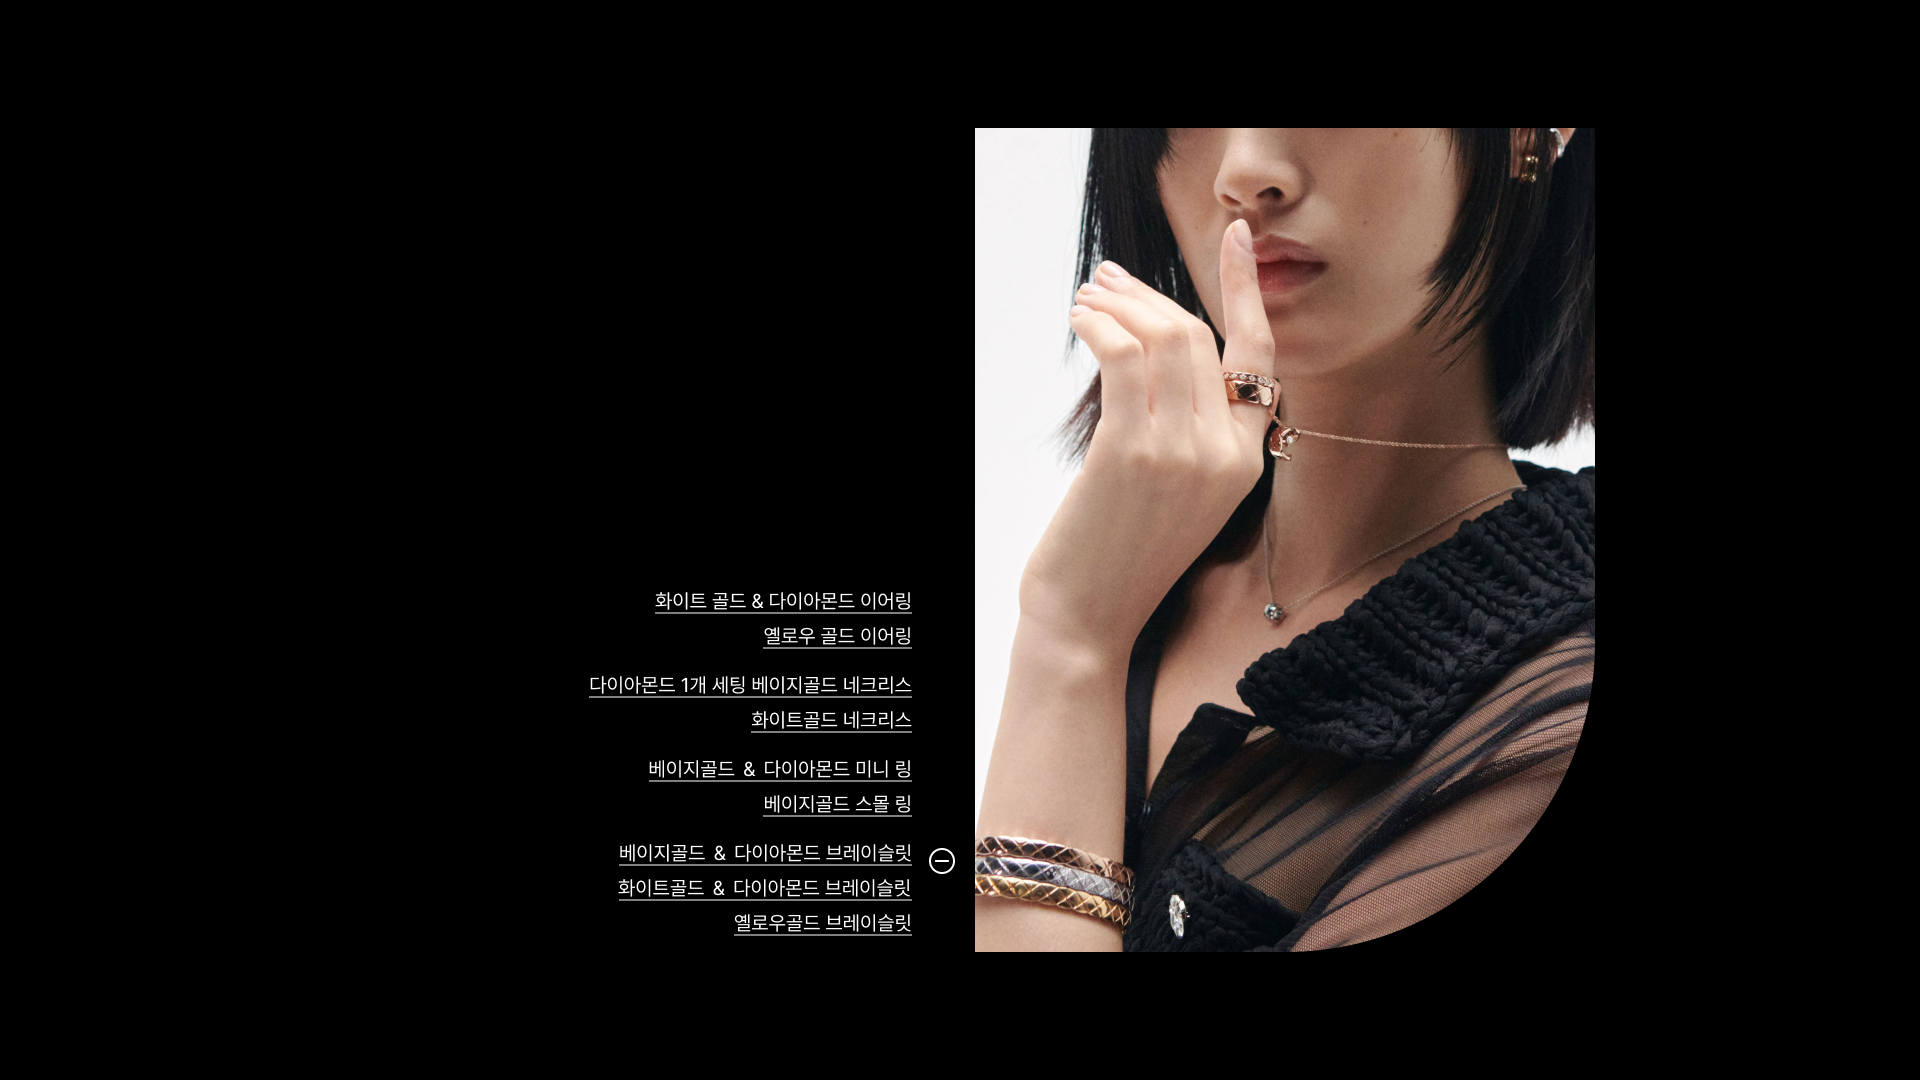 화이트 골드 & 다이아몬드 이어링
옐로우 골드 이어링
다이아몬드 1개 세팅 베이지골드 네크리스
화이트골드 네크리스
베이지골드 & 다이아몬드 미니 링
베이지골드 스몰 링
베이지골드 & 다이아몬드 브레이슬릿
화이트골드 & 다이아몬드 브레이슬릿
옐로우골드 브레이슬릿